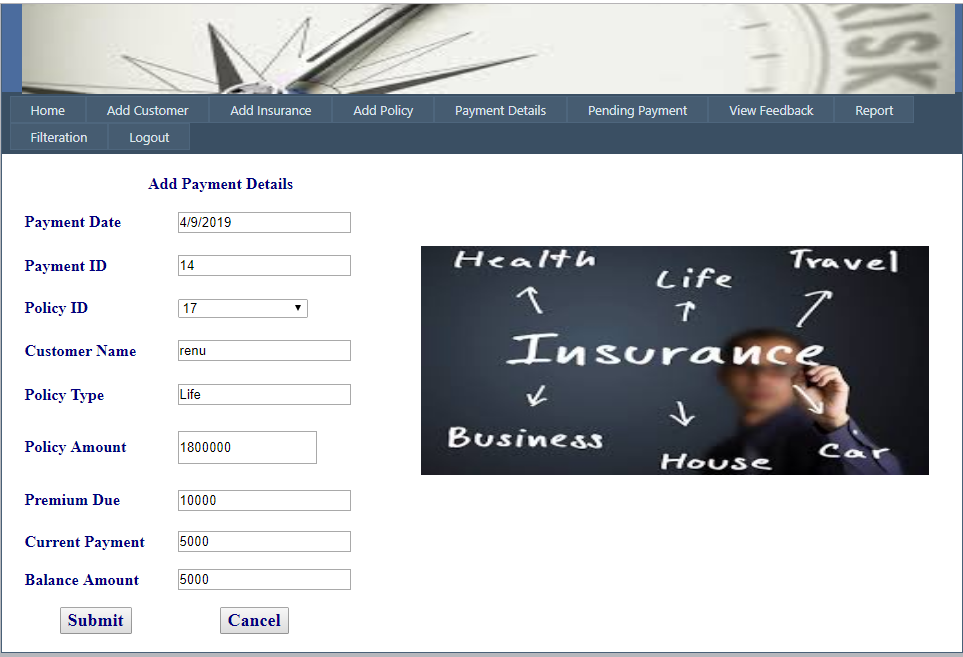 RISK
Home Add Customer Add Insurance Add Policy Payment Details Pending Payment View Feedback Report
Filteration Logout
Add Payment Details
Payment Date 4/9/2019
Payment ID 14
Policy ID 17
Customer Name renu
Policy Type Life
Policy Amount 1800000
Premium Due 10000
Current Payment 5000
Balance Amount 5000
Submit Cancel
Health Life Travel
Insurance
Business House Car